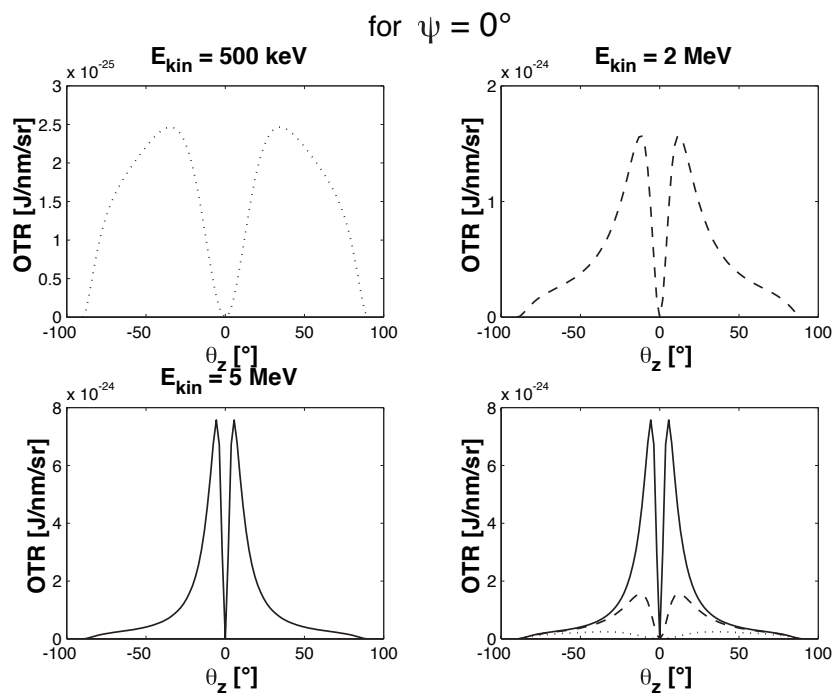 for ψ = 0°
E_kin = 500 keV
x 10^-25
3
2.5
2
1.5
1
0.5
0
-100 -50 0 50 100
OTR [J/nm/sr]
θ_z [°]
E_kin = 2 MeV
x 10^-24
2
1
0
-100 -50 0 50 100
OTR [J/nm/sr]
θ_z [°]
E_kin = 5 MeV
x 10^-24
8
6
4
2
0
-100 -50 0 50 100
OTR [J/nm/sr]
θ_z [°]
x 10^-24
8
6
4
2
0
-100 -50 0 50 100
OTR [J/nm/sr]
θ_z [°]